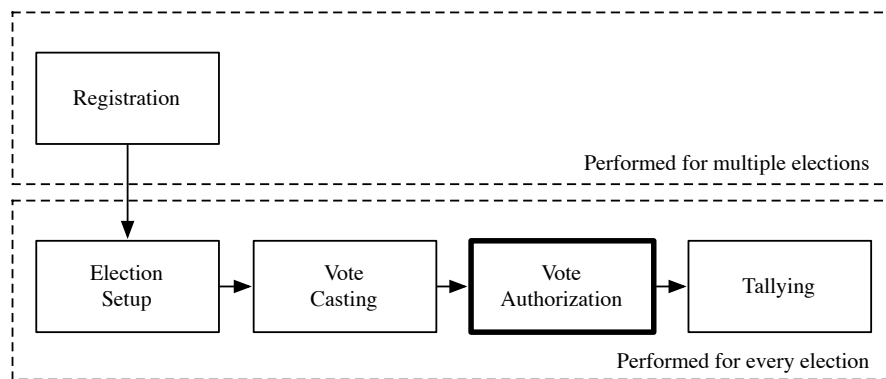 Registration
Performed for multiple elections
Election
Setup
Vote
Casting
Vote
Authorization
Tallying
Performed for every election